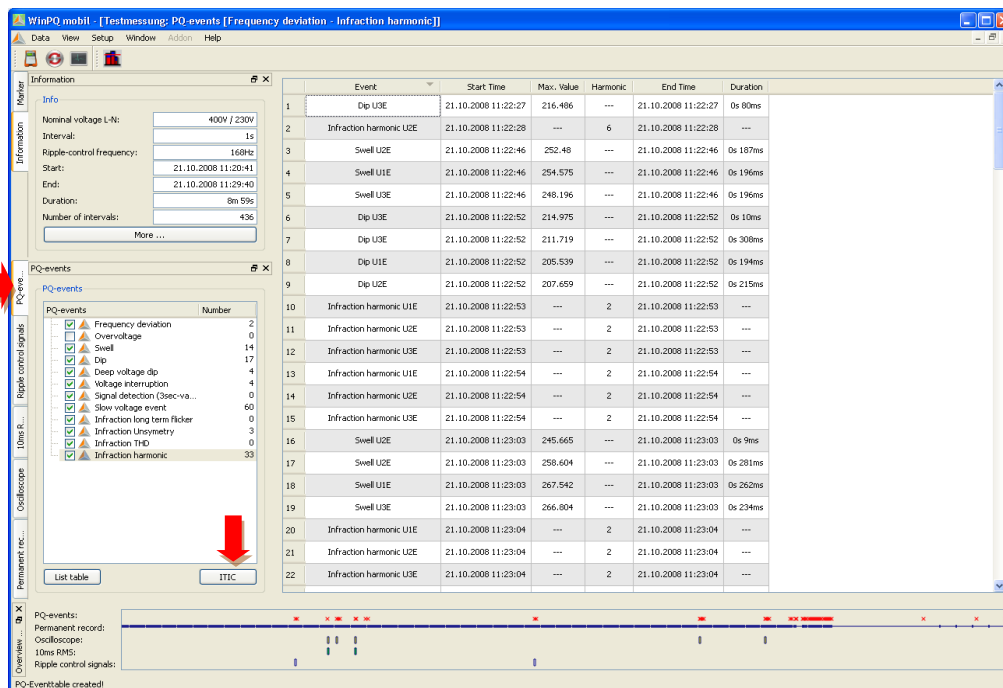 WinPQ mobil - [Testmessung: PQ-events [Frequency deviation - Infraction harmonic]]
Data View Setup Window Addon Help
Marker
Information
PQ-eve...
Ripple control signals
10ms R...
Oscilloscope
Permanent rec...
Information
Info
Nominal voltage L-N: 400V / 230V
Interval: 1s
Ripple-control frequency: 168Hz
Start: 21.10.2008 11:20:41
End: 21.10.2008 11:29:40
Duration: 8m 59s
Number of intervals: 436
More ...
PQ-events
PQ-events
PQ-events Number
Frequency deviation 2
Overvoltage 0
Swell 14
Dip 17
Deep voltage dip 4
Voltage interruption 4
Signal detection (3sec-va... 0
Slow voltage event 60
Infraction long term flicker 0
Infraction Unsymetry 3
Infraction THD 0
Infraction harmonic 33
List table ITIC
Event Start Time Max. Value Harmonic End Time Duration
1 Dip U3E 21.10.2008 11:22:27 216.486 --- 21.10.2008 11:22:27 0s 80ms
2 Infraction harmonic U2E 21.10.2008 11:22:28 --- 6 21.10.2008 11:22:28 ---
3 Swell U2E 21.10.2008 11:22:46 252.48 --- 21.10.2008 11:22:46 0s 187ms
4 Swell U1E 21.10.2008 11:22:46 254.575 --- 21.10.2008 11:22:46 0s 196ms
5 Swell U3E 21.10.2008 11:22:46 248.196 --- 21.10.2008 11:22:46 0s 196ms
6 Dip U3E 21.10.2008 11:22:52 214.975 --- 21.10.2008 11:22:52 0s 10ms
7 Dip U3E 21.10.2008 11:22:52 211.719 --- 21.10.2008 11:22:52 0s 308ms
8 Dip U1E 21.10.2008 11:22:52 205.539 --- 21.10.2008 11:22:52 0s 194ms
9 Dip U2E 21.10.2008 11:22:52 207.659 --- 21.10.2008 11:22:52 0s 215ms
10 Infraction harmonic U1E 21.10.2008 11:22:53 --- 2 21.10.2008 11:22:53 ---
11 Infraction harmonic U2E 21.10.2008 11:22:53 --- 2 21.10.2008 11:22:53 ---
12 Infraction harmonic U3E 21.10.2008 11:22:53 --- 2 21.10.2008 11:22:53 ---
13 Infraction harmonic U1E 21.10.2008 11:22:54 --- 2 21.10.2008 11:22:54 ---
14 Infraction harmonic U2E 21.10.2008 11:22:54 --- 2 21.10.2008 11:22:54 ---
15 Infraction harmonic U3E 21.10.2008 11:22:54 --- 2 21.10.2008 11:22:54 ---
16 Swell U2E 21.10.2008 11:23:03 245.665 --- 21.10.2008 11:23:03 0s 9ms
17 Swell U2E 21.10.2008 11:23:03 258.604 --- 21.10.2008 11:23:03 0s 281ms
18 Swell U1E 21.10.2008 11:23:03 267.542 --- 21.10.2008 11:23:03 0s 262ms
19 Swell U3E 21.10.2008 11:23:03 266.804 --- 21.10.2008 11:23:03 0s 234ms
20 Infraction harmonic U1E 21.10.2008 11:23:04 --- 2 21.10.2008 11:23:04 ---
21 Infraction harmonic U2E 21.10.2008 11:23:04 --- 2 21.10.2008 11:23:04 ---
22 Infraction harmonic U3E 21.10.2008 11:23:04 --- 2 21.10.2008 11:23:04 ---
Overview ...
PQ-events:
Permanent record:
Oscilloscope:
10ms RMS:
Ripple control signals:
PQ-Eventtable created!